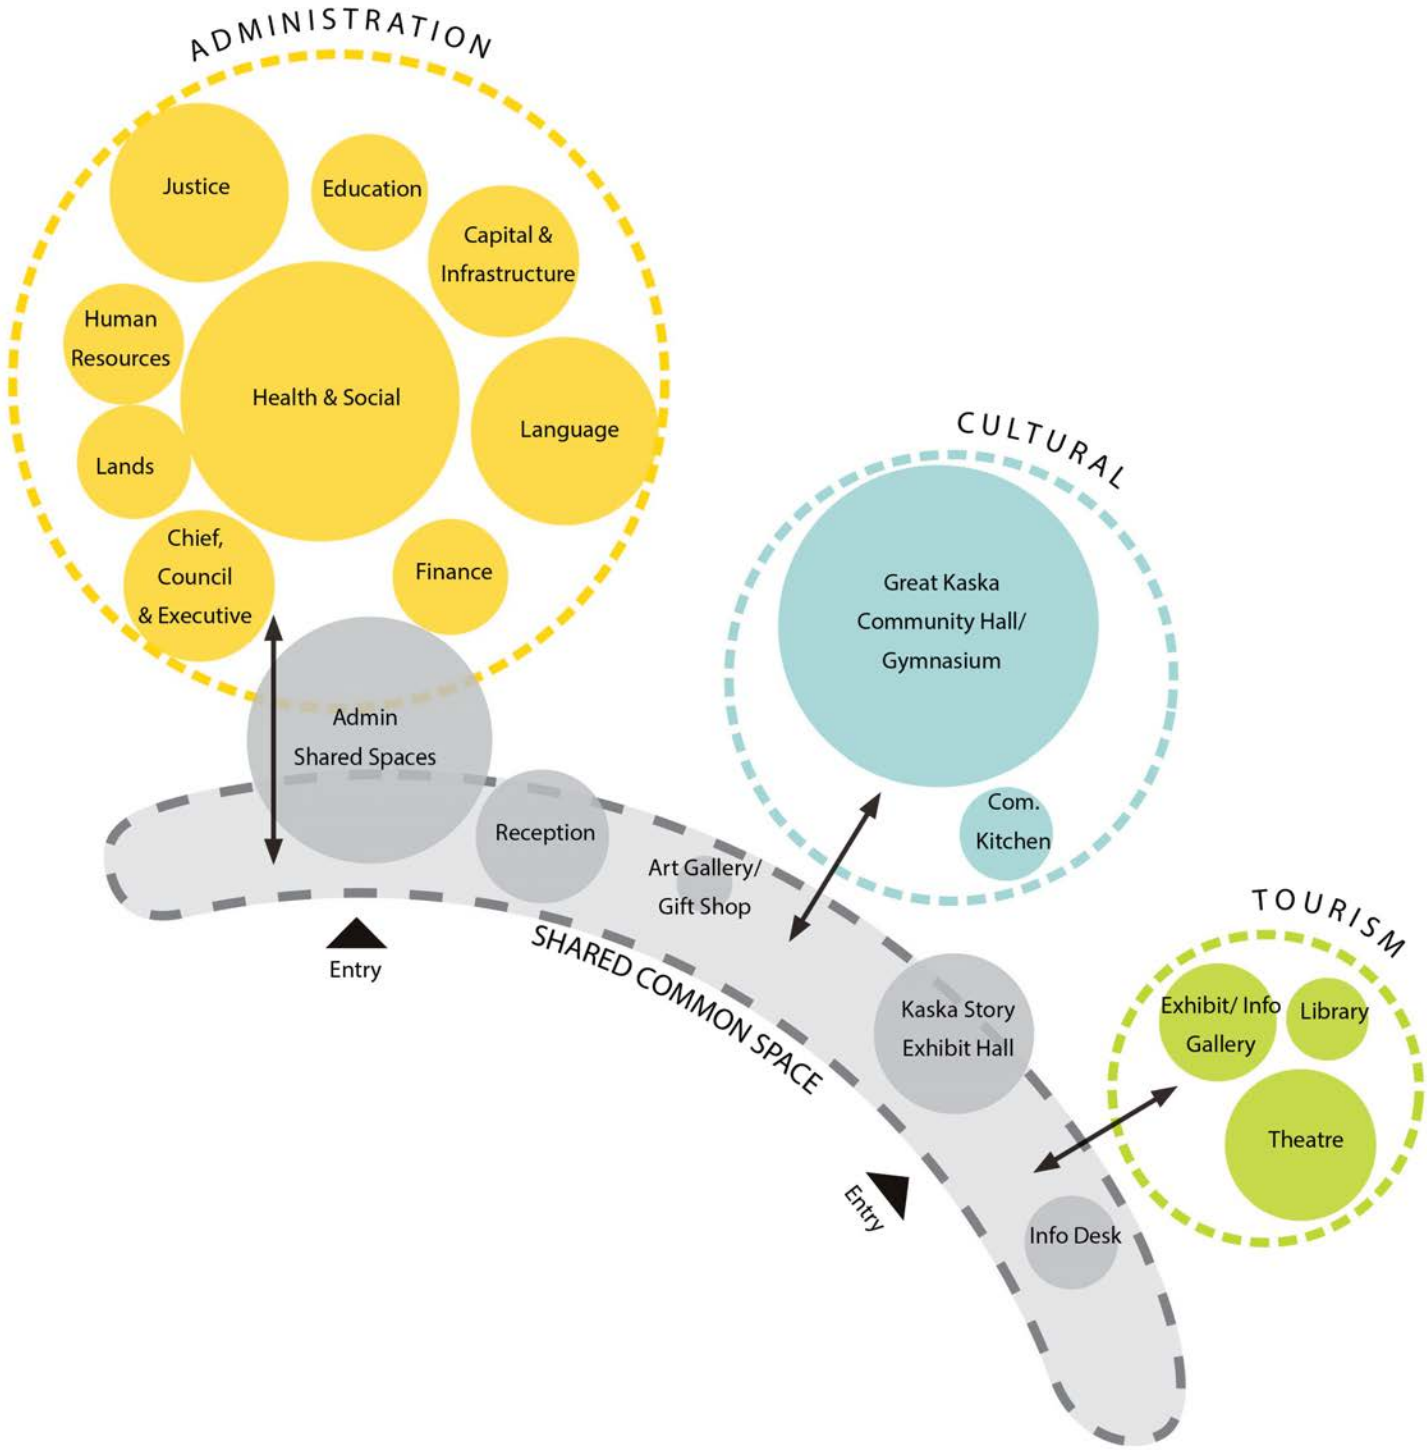 ADMINISTRATION
Justice
Education
Capital &
Infrastructure
Human
Resources
Health & Social
Language
Lands
Chief,
Council
& Executive
Finance
Admin
Shared Spaces
Reception
Art Gallery/
Gift Shop
Entry
SHARED COMMON SPACE
CULTURAL
Great Kaska
Community Hall/
Gymnasium
Com.
Kitchen
Kaska Story
Exhibit Hall
Entry
Info Desk
TOURISM
Exhibit/ Info
Gallery
Library
Theatre